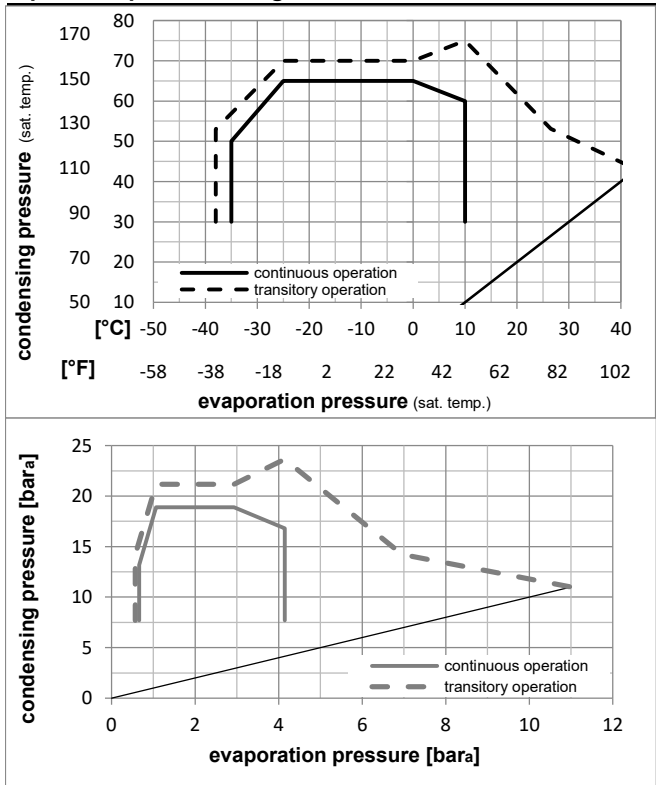 condensing pressure (sat. temp.)
170 80
70
150 60
130 50
110 40
90 30
70 20
50 10
continuous operation
transitory operation
[°C] -50 -40 -30 -20 -10 0 10 20 30 40
[°F] -58 -38 -18 2 22 42 62 82 102
evaporation pressure (sat. temp.)
condensing pressure [bara]
25
20
15
10
5
0
continuous operation
transitory operation
0 2 4 6 8 10 12
evaporation pressure [bara]